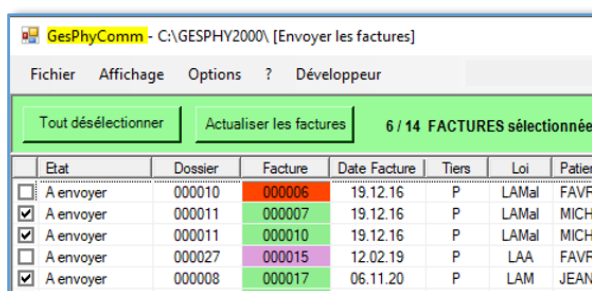 GesPhyComm - C:\GESPHY2000\ [Envoyer les factures]
Fichier Affichage Options ? Développeur
Tout désélectionner Actualiser les factures 6 / 14 FACTURES sélectionnée
Etat Dossier Facture Date Facture Tiers Loi Patier
A envoyer 000010 000006 19.12.16 P LAMal FAVR
A envoyer 000011 000007 19.12.16 P LAMal MICH
A envoyer 000011 000010 19.12.16 P LAMal MICH
A envoyer 000027 000015 12.02.19 P LAA FAVR
A envoyer 000008 000017 06.11.20 P LAM JEAN